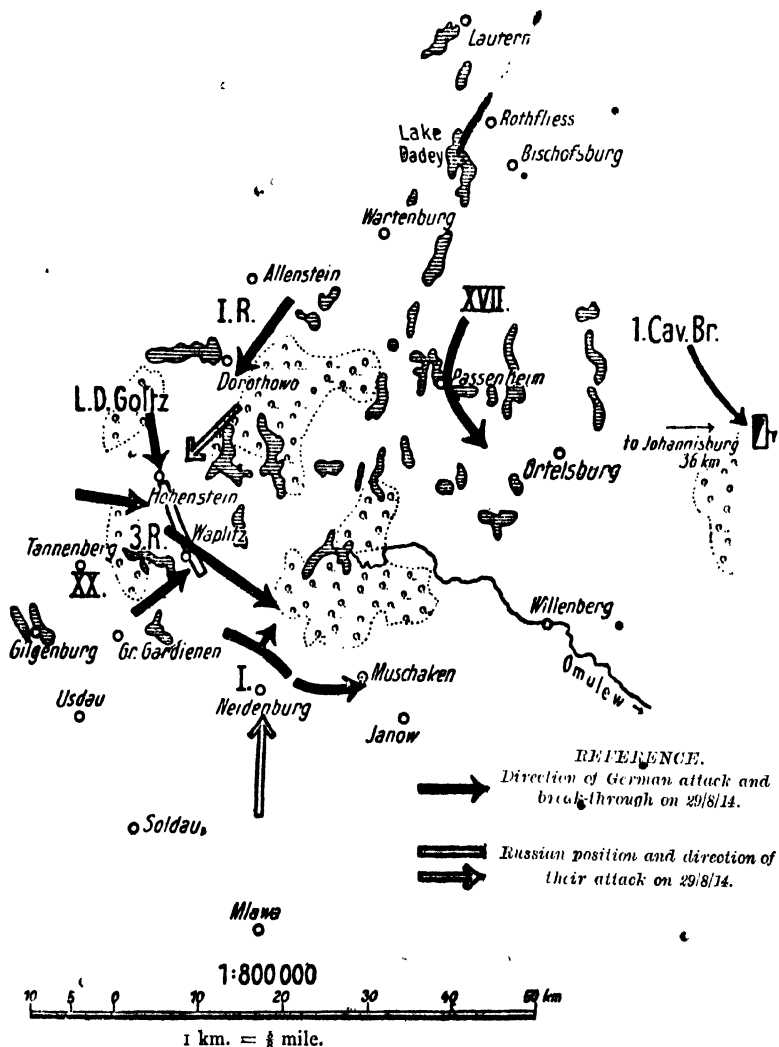 Lautern
Rothfliess
Lake
Dadey
Bischofsburg
Wartenburg
Allenstein
I.R.
XVII.
1.Cav.Br.
Dorothowo
Passenheim
L.D.Goltz
to Johannisburg
36 km
Ortelsburg
Hohenstein
3.R.
Waplitz
Tannenberg
XX.
Willenberg
Gilgenburg
Gr. Gardienen
Omulew
I.
Muschaken
Neidenburg
Usdau
Janow
REFERENCE.
Direction of German attack and
break-through on 29/8/14.
Soldau
Russian position and direction of
their attack on 29/8/14.
Mlawa
1:800000
10 5 0 10 20 30 40 50 km
1 km. = ⅝ mile.